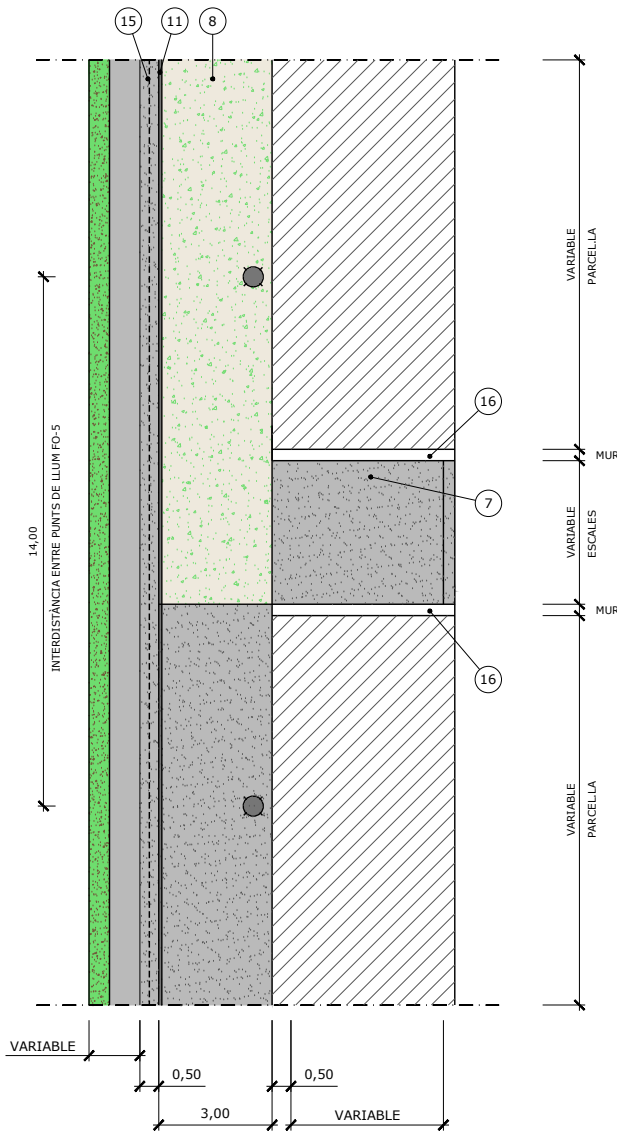 15
11
8
VARIABLE
PARCEL.LA
16
MUR
7
VARIABLE
ESCALES
14,00
INTERDISTÀNCIA ENTRE PUNTS DE LLUM FO-5
MUR
16
VARIABLE
PARCEL.LA
VARIABLE
0,50
0,50
3,00
VARIABLE